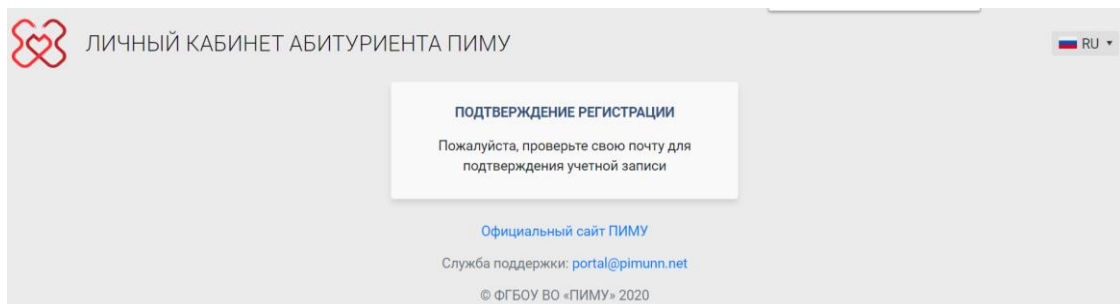 ЛИЧНЫЙ КАБИНЕТ АБИТУРИЕНТА ПИМУ
RU
ПОДТВЕРЖДЕНИЕ РЕГИСТРАЦИИ
Пожалуйста, проверьте свою почту для
подтверждения учетной записи
Официальный сайт ПИМУ
Служба поддержки: portal@pimunn.net
© ФГБОУ ВО «ПИМУ» 2020